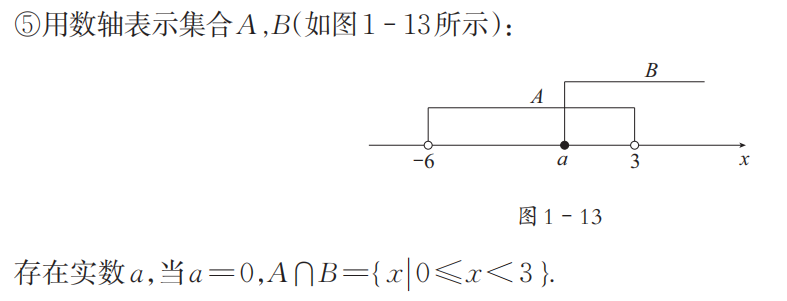 ⑤用数轴表示集合A,B(如图1-13所示):
B
A
-6 a 3 x
图1-13
存在实数a,当a=0,A∩B={x|0≤x<3}.